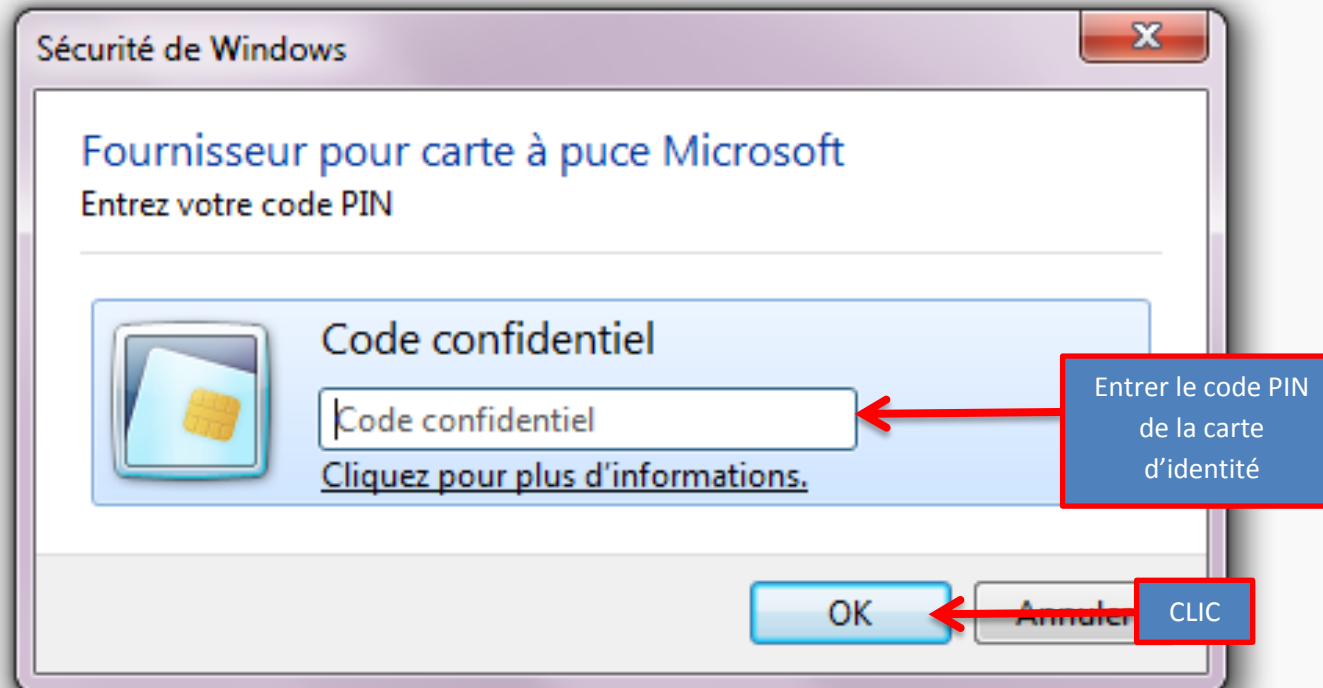 Sécurité de Windows
Fournisseur pour carte à puce Microsoft
Entrez votre code PIN
Code confidentiel
Code confidentiel
Cliquez pour plus d'informations.
Entrer le code PIN
de la carte
d'identité
OK
Annuler
CLIC